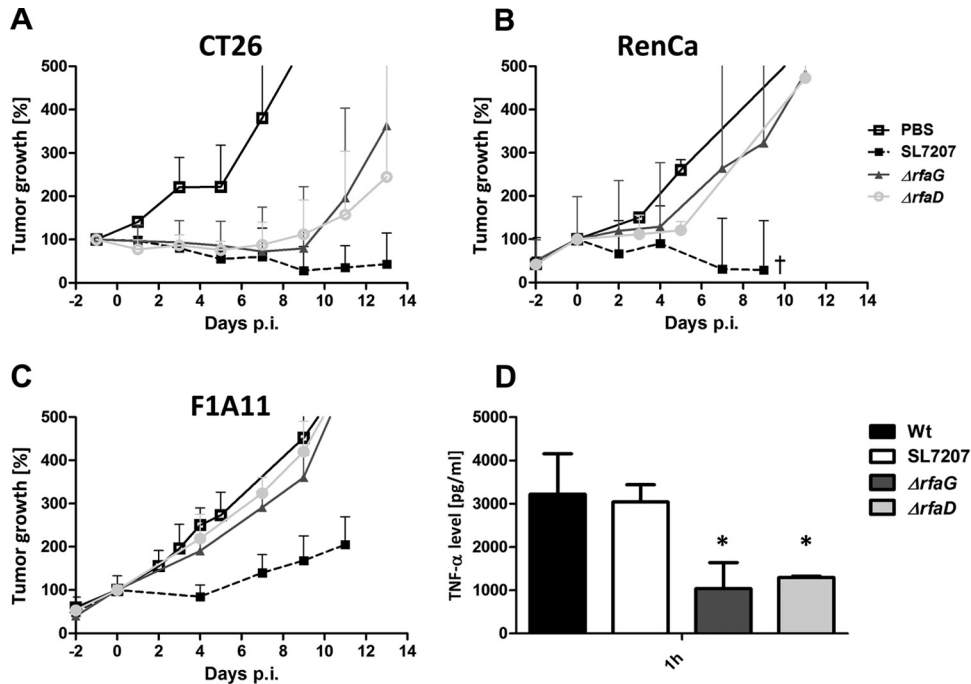 A
CT26
Tumor growth [%]
500
400
300
200
100
0
-2 0 2 4 6 8 10 12 14
Days p.i.
B
RenCa
Tumor growth [%]
500
400
300
200
100
0
-2 0 2 4 6 8 10 12 14
Days p.i.
†
PBS
SL7207
ΔrfaG
ΔrfaD
C
F1A11
Tumor growth [%]
500
400
300
200
100
0
-2 0 2 4 6 8 10 12 14
Days p.i.
D
TNF-α level [pg/ml]
5000
4000
3000
2000
1000
0
* *
1h
Wt
SL7207
ΔrfaG
ΔrfaD